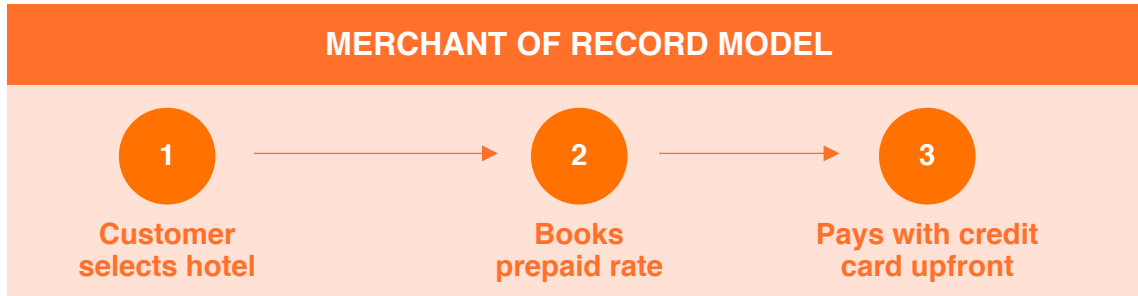 MERCHANT OF RECORD MODEL
1
2
3
Customer
selects hotel
Books
prepaid rate
Pays with credit
card upfront